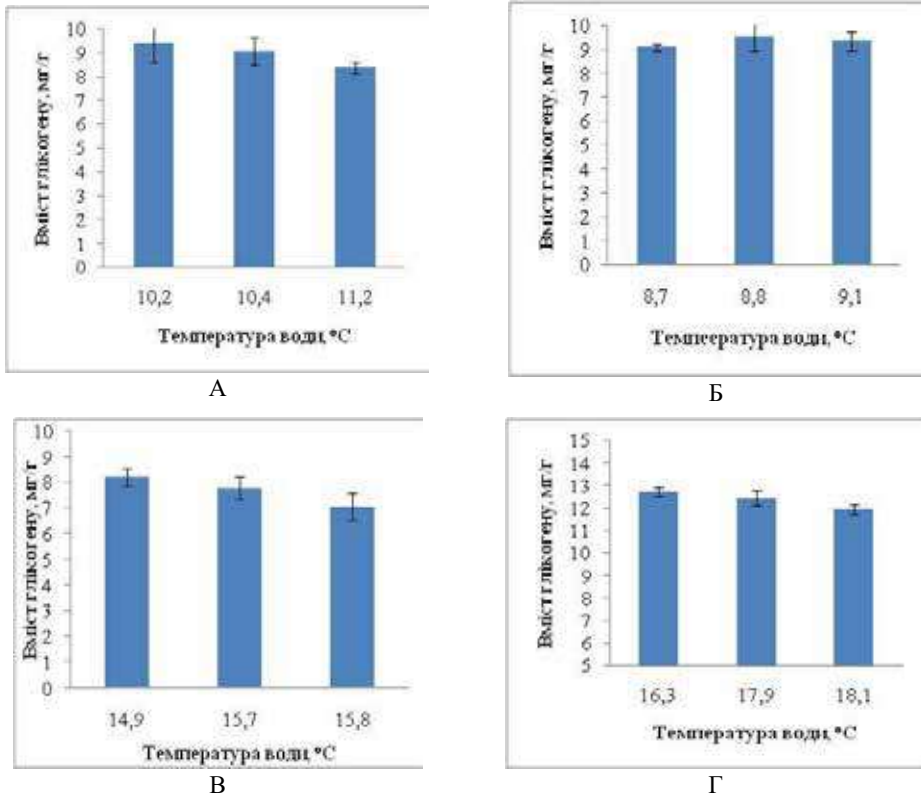 Вміст глікогену, мг/г
10
9
8
7
6
5
4
3
2
1
0
10,2 10,4 11,2
Температура води, °С
А
Вміст глікогену, мг/г
10
9
8
7
6
5
4
3
2
1
0
8,7 8,8 9,1
Темпеература води, °С
Б
Вміст глікогену, мг/г
10
9
8
7
6
5
4
3
2
1
0
14,9 15,7 15,8
Температура води, °С
В
Вміст глікогену, мг/г
15
14
13
12
11
10
9
8
7
6
5
16,3 17,9 18,1
Температура води, °С
Г